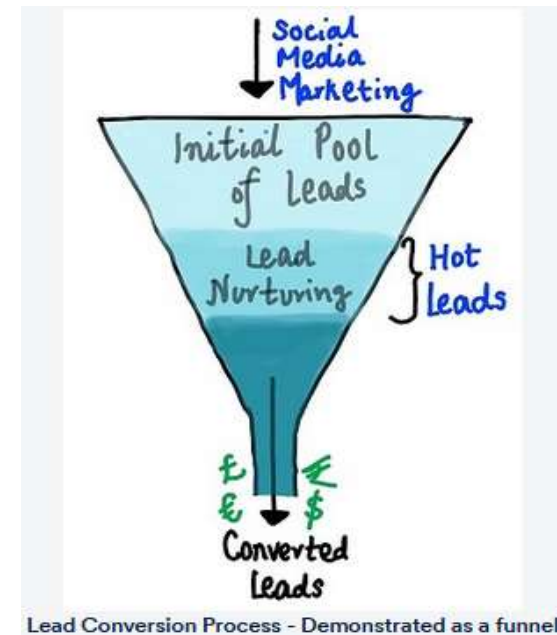 Social
Media
Marketing
Initial Pool
of Leads
Lead
Nurturing
Hot
Leads
£ ₹
€ $
Converted
Leads
Lead Conversion Process - Demonstrated as a funnel